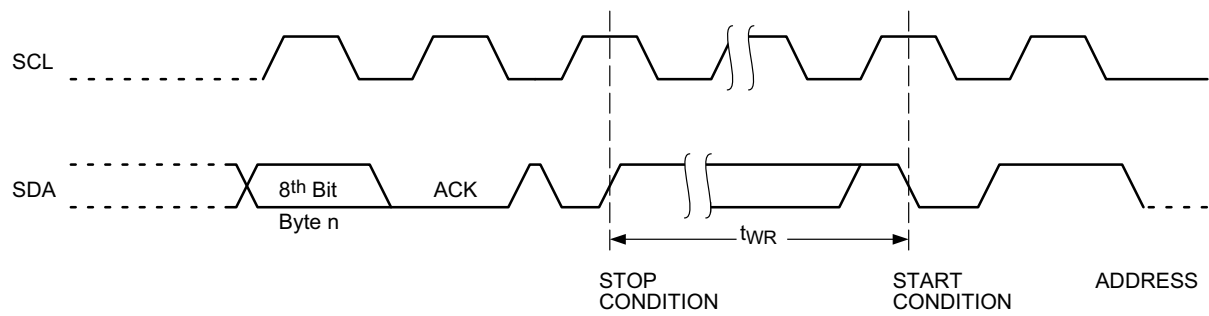 SCL
SDA
8th Bit
Byte n
ACK
tWR
STOP
CONDITION
START
CONDITION
ADDRESS